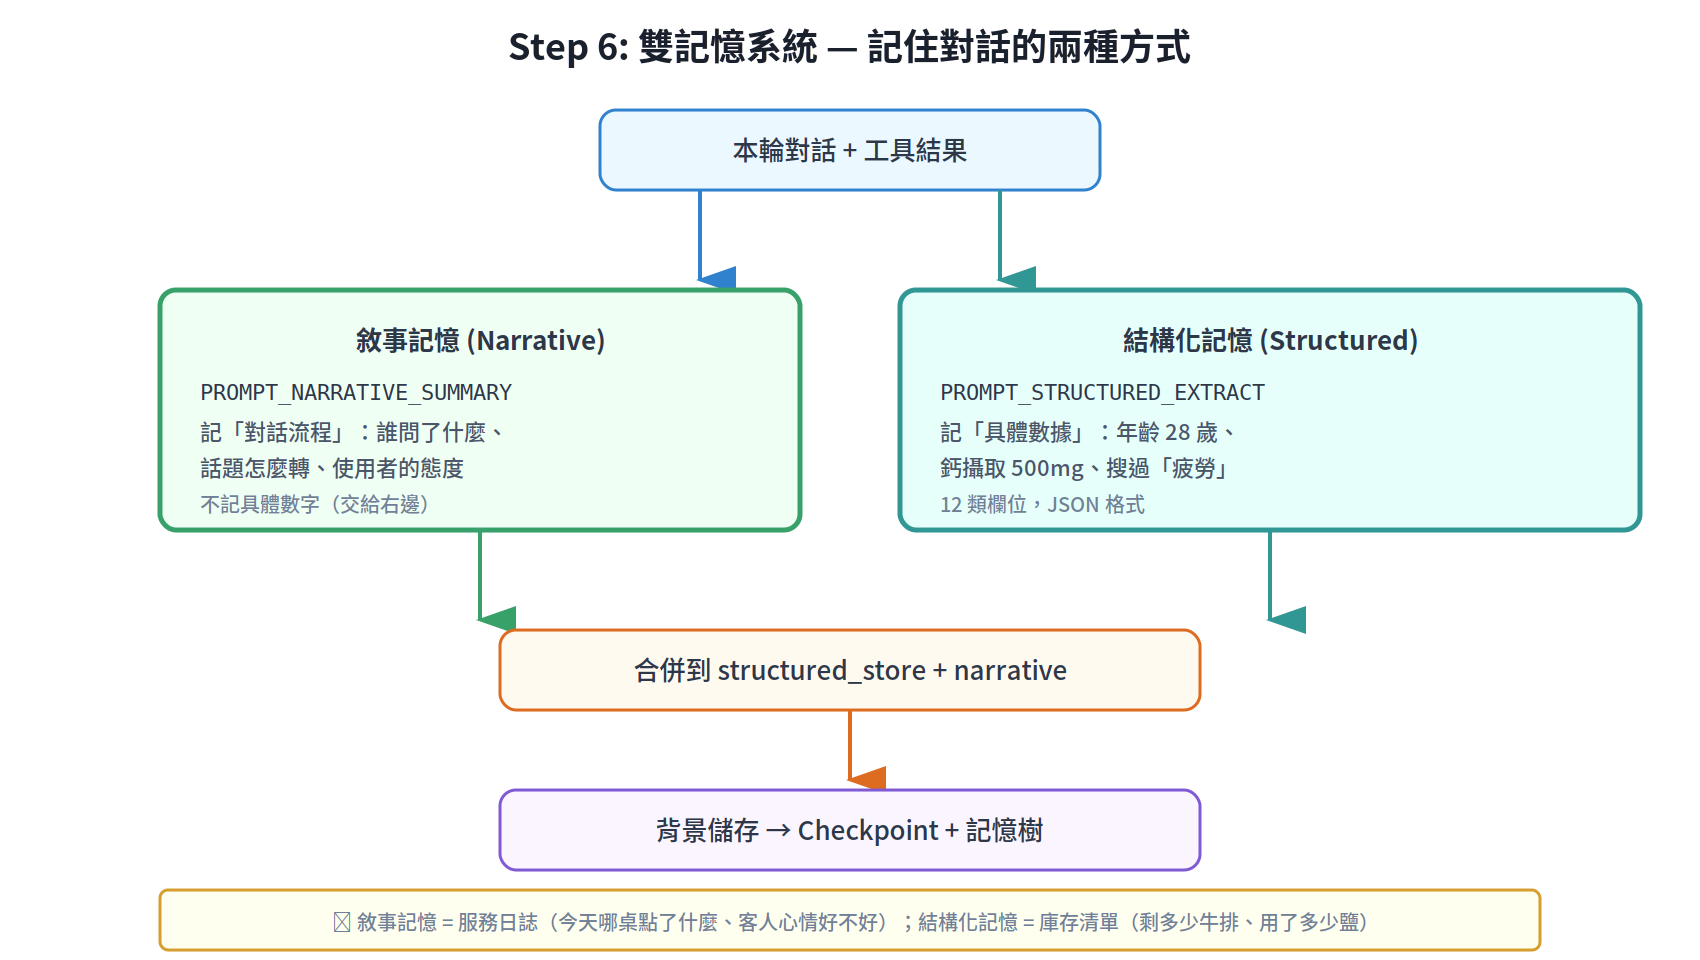 Step 6: 雙記憶系統 — 記住對話的兩種方式
本輪對話 + 工具結果
敘事記憶 (Narrative)
PROMPT_NARRATIVE_SUMMARY
記「對話流程」：誰問了什麼、
話題怎麼轉、使用者的態度
不記具體數字（交給右邊）
結構化記憶 (Structured)
PROMPT_STRUCTURED_EXTRACT
記「具體數據」：年齡 28 歲、
鈣攝取 500mg、搜過「疲勞」
12 類欄位，JSON 格式
合併到 structured_store + narrative
背景儲存 → Checkpoint + 記憶樹
敘事記憶 = 服務日誌（今天哪桌點了什麼、客人心情好不好）；結構化記憶 = 庫存清單（剩多少牛排、用了多少鹽）